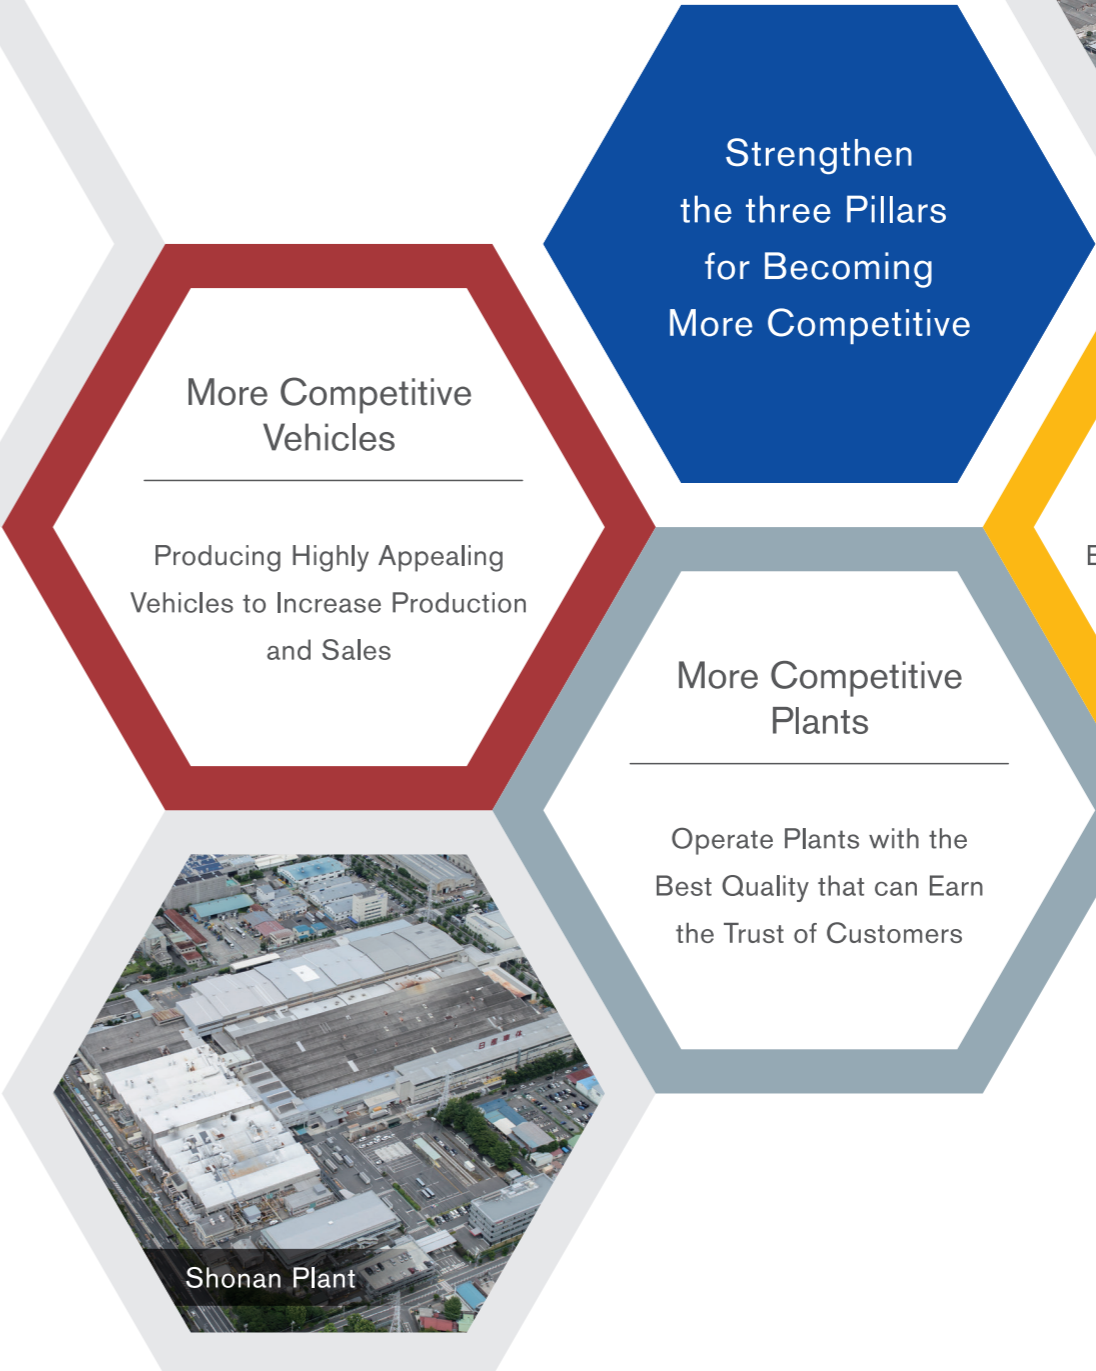 Strengthen
the three Pillars
for Becoming
More Competitive
More Competitive
Vehicles
Producing Highly Appealing
Vehicles to Increase Production
and Sales
More Competitive
Plants
Operate Plants with the
Best Quality that can Earn
the Trust of Customers
Shonan Plant